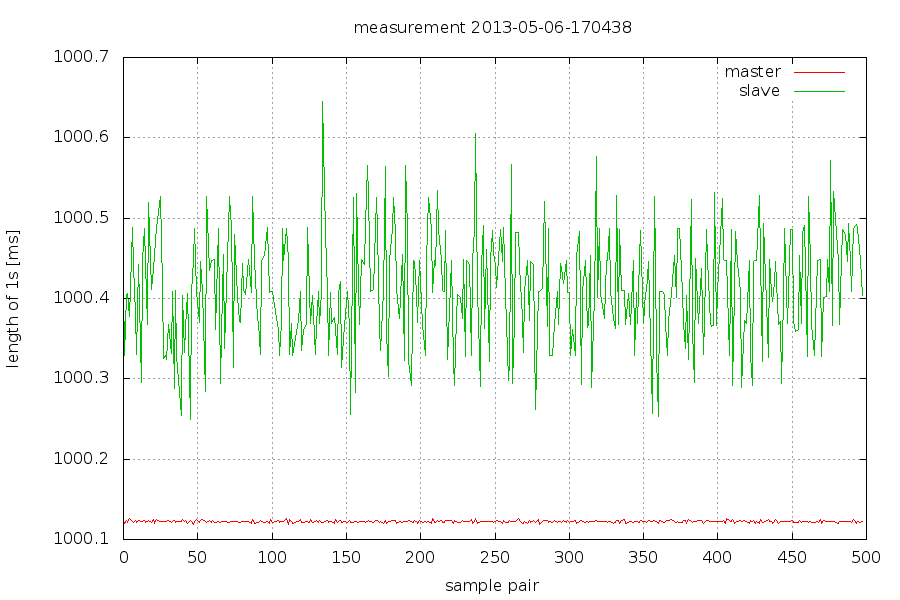 measurement 2013-05-06-170438
1000.7
master
slave
1000.6
1000.5
1000.4
1000.3
1000.2
1000.1
length of 1s [ms]
0 50 100 150 200 250 300 350 400 450 500
sample pair